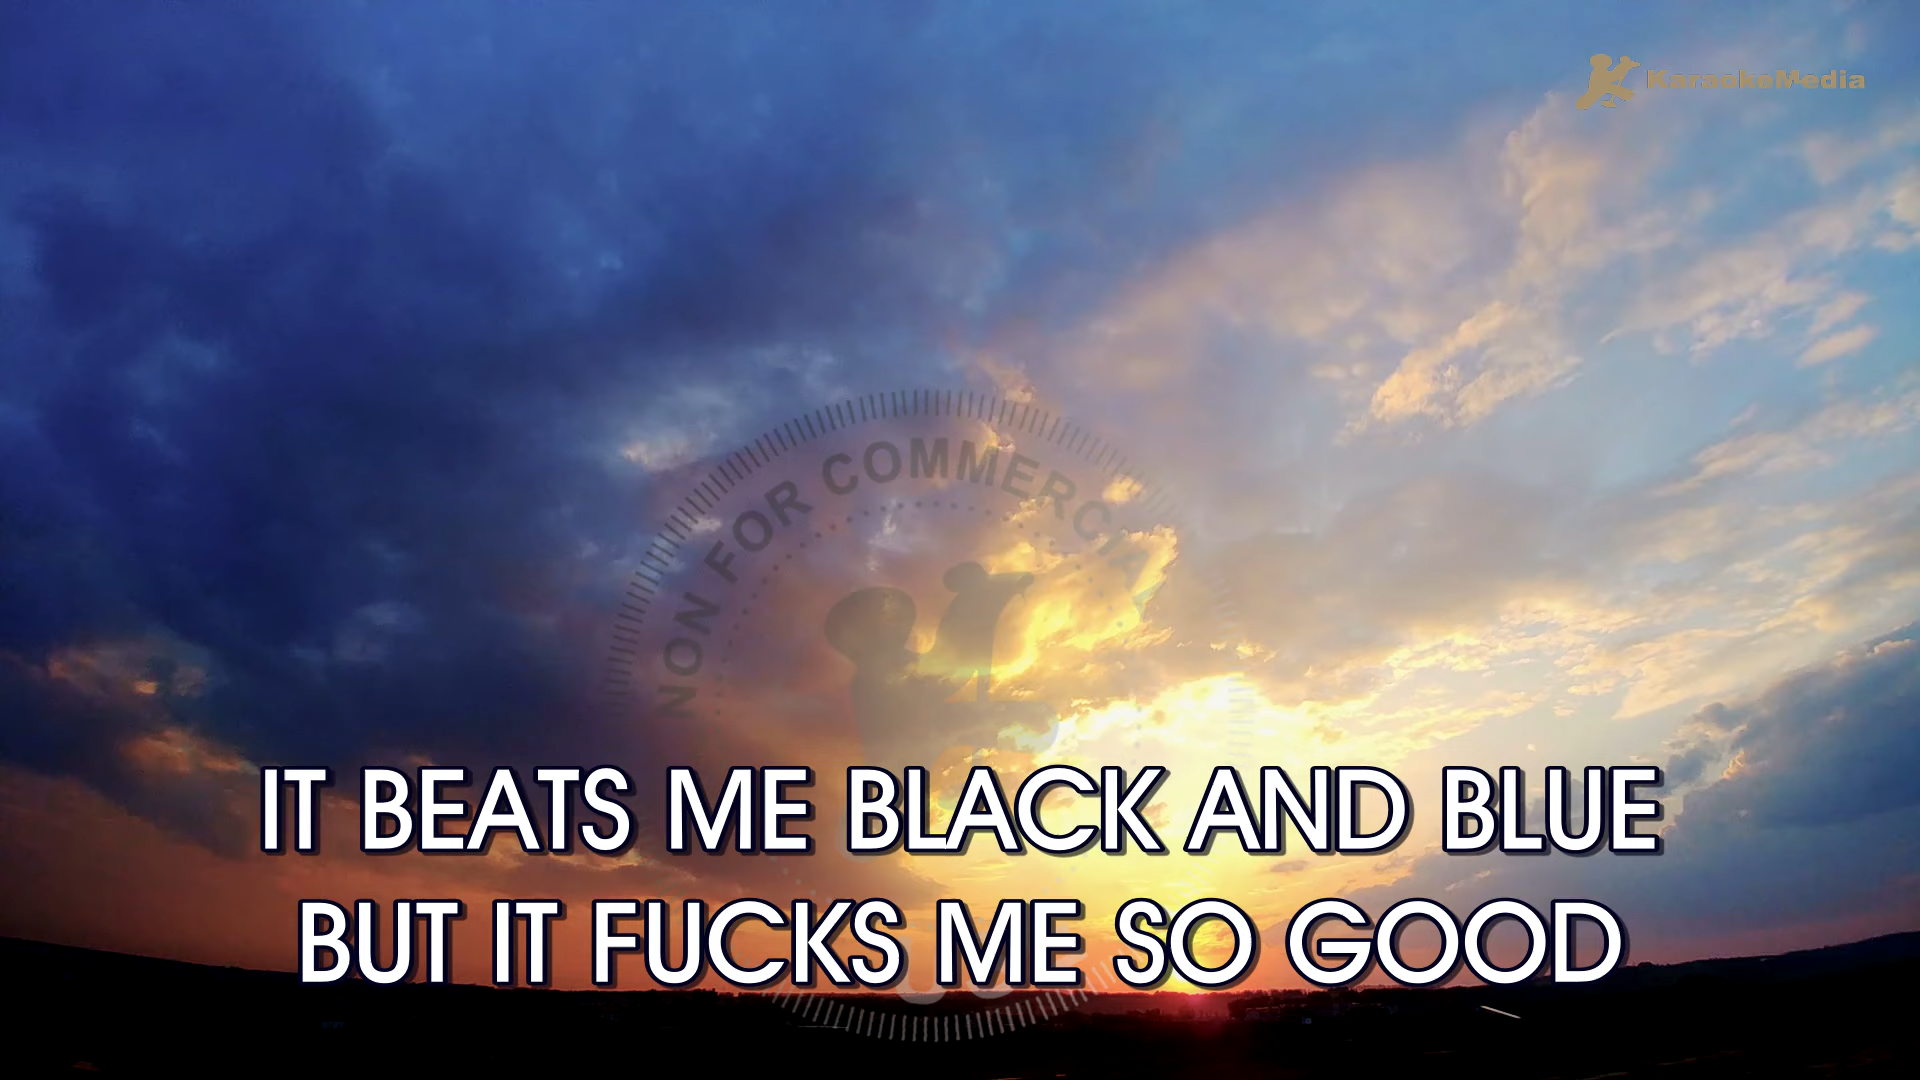 KaraokeMedia
NON FOR COMMERCIAL
IT BEATS ME BLACK AND BLUE
BUT IT FUCKS ME SO GOOD